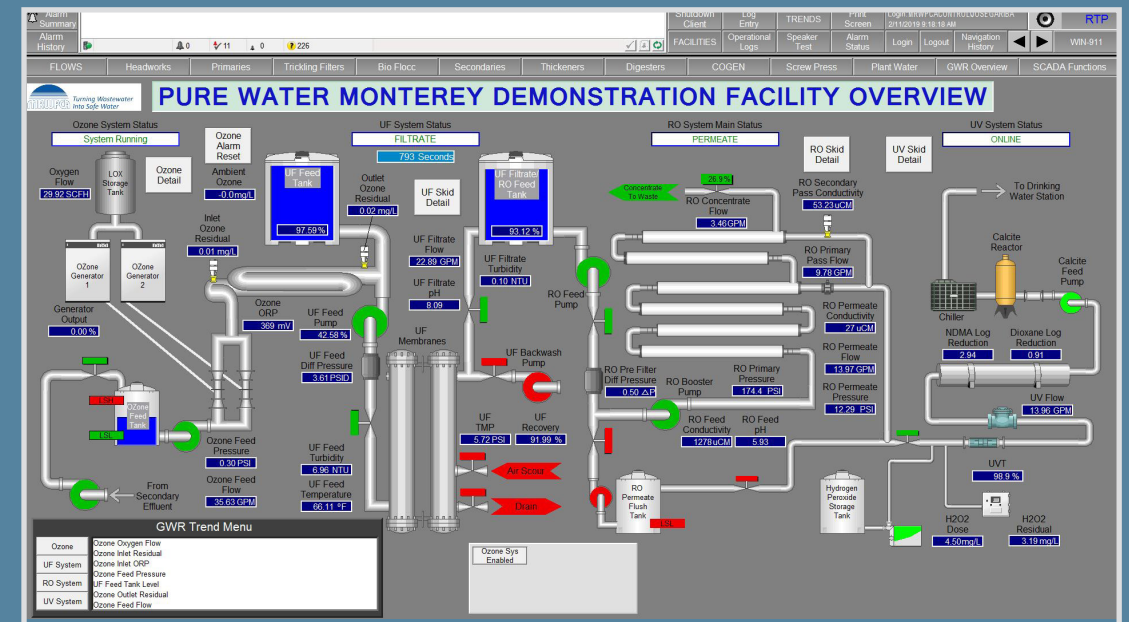 Alarm Summary
Alarm History
0
11
0
226
Shutdown Client
Log Entry
TRENDS
Print Screen
2/11/2019 9:18:18 AM
RTP
FACILITIES
Operational Logs
Speaker Test
Alarm Status
Login
Logout
Navigation History
WIN-911
FLOWS
Headworks
Primaries
Trickling Filters
Bio Flocc
Secondaries
Thickeners
Digesters
COGEN
Screw Press
Plant Water
GWR Overview
SCADA Functions
Turning Wastewater
Into Safe Water
PURE WATER MONTEREY DEMONSTRATION FACILITY OVERVIEW
Ozone System Status
System Running
UF System Status
FILTRATE
793 Seconds
RO System Main Status
PERMEATE
UV System Status
ONLINE
Ozone Alarm Reset
Ozone Detail
UF Skid Detail
RO Skid Detail
UV Skid Detail
Oxygen Flow
29.92 SCFH
LOX Storage Tank
Ambient Ozone
-0.0 mg/L
Inlet Ozone Residual
0.01 mg/L
UF Feed Tank
97.59 %
Outlet Ozone Residual
0.02 mg/L
UF Filtrate/ RO Feed Tank
93.12 %
Concentrate To Waste
26.9 %
RO Concentrate Flow
3.46 GPM
RO Secondary Pass Conductivity
53.23 uCM
To Drinking Water Station
OZone Generator 1
OZone Generator 2
Generator Output
0.00 %
Ozone ORP
369 mV
UF Feed Pump
42.58 %
UF Filtrate Flow
22.89 GPM
UF Filtrate pH
8.09
UF Filtrate Turbidity
0.10 NTU
RO Feed Pump
RO Primary Pass Flow
9.78 GPM
Calcite Reactor
Calcite Feed Pump
Chiller
UF Feed Diff Pressure
3.61 PSID
UF Membranes
UF Backwash Pump
RO Permeate Conductivity
27 uCM
RO Permeate Flow
13.97 GPM
RO Permeate Pressure
12.29 PSI
NDMA Log Reduction
2.94
Dioxane Log Reduction
0.91
RO Pre Filter Diff Pressure
0.50 △P
RO Booster Pump
RO Primary Pressure
174.4 PSI
UV Flow
13.96 GPM
LSH
LSL
OZone Feed Tank
Ozone Feed Pressure
0.30 PSI
Ozone Feed Flow
35.63 GPM
From Secondary Effluent
UF Feed Turbidity
6.96 NTU
UF Feed Temperature
66.11 ºF
UF TMP
5.72 PSI
UF Recovery
91.99 %
Air Scour
Drain
RO Feed Conductivity
1278 uCM
RO Feed pH
5.93
RO Permeate Flush Tank
LSL
Hydrogen Peroxide Storage Tank
UVT
98.9 %
H2O2 Dose
4.50 mg/L
H2O2 Residual
3.19 mg/L
GWR Trend Menu
Ozone
UF System
RO System
UV System
Ozone Oxygen Flow
Ozone Inlet Residual
Ozone Inlet ORP
Ozone Feed Pressure
UF Feed Tank Level
Ozone Outlet Residual
Ozone Feed Flow
Ozone Sys Enabled